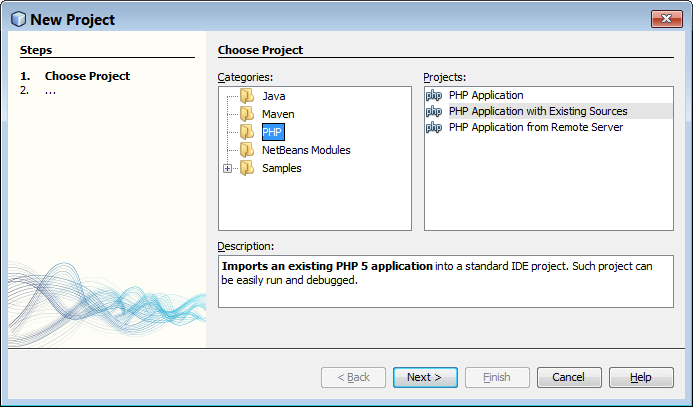 New Project
Steps
1. Choose Project
2. ...
Choose Project
Categories:
Java
Maven
PHP
NetBeans Modules
Samples
Projects:
php PHP Application
php PHP Application with Existing Sources
php PHP Application from Remote Server
Description:
Imports an existing PHP 5 application into a standard IDE project. Such project can
be easily run and debugged.
< Back Next > Finish Cancel Help